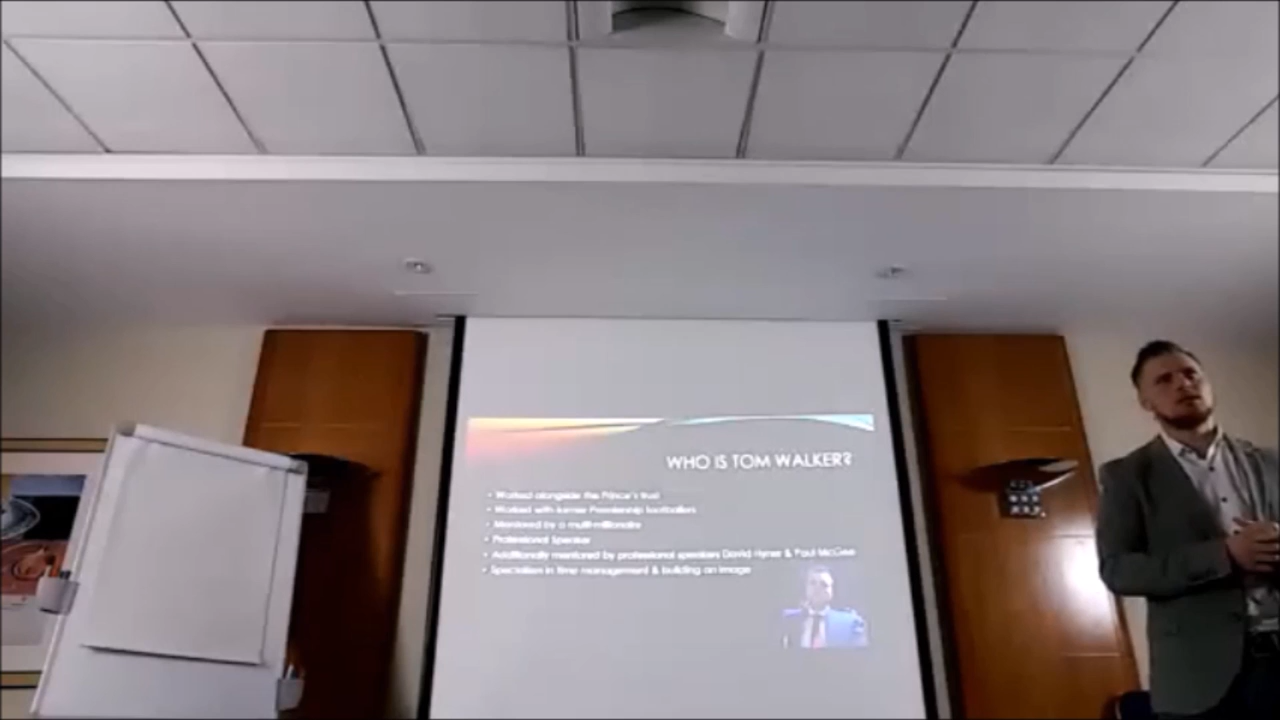 WHO IS TOM WALKER?
• Worked alongside the Prince's trust
• Worked with former Premiership footballers
• Mentored by a multi-millionaire
• Professional Speaker
• Additionally mentored by professional speakers David Hyner & Paul McGee
• Specialises in time management & building an image